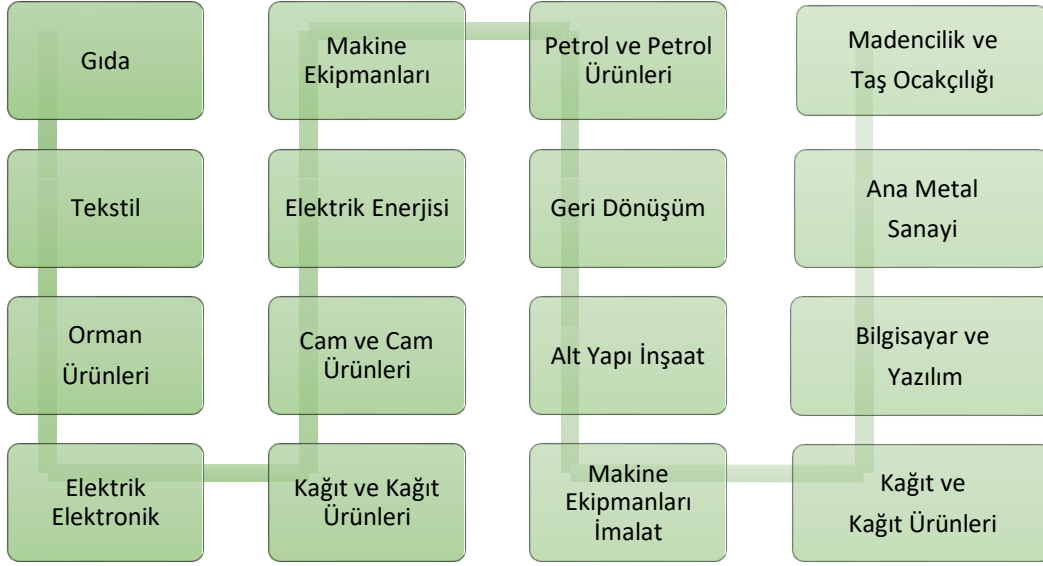 Gıda
Tekstil
Orman
Ürünleri
Elektrik
Elektronik
Kağıt ve Kağıt
Ürünleri
Cam ve Cam
Ürünleri
Elektrik Enerjisi
Makine
Ekipmanları
Petrol ve Petrol
Ürünleri
Geri Dönüşüm
Alt Yapı İnşaat
Makine
Ekipmanları
İmalat
Kağıt ve
Kağıt Ürünleri
Bilgisayar ve
Yazılım
Ana Metal
Sanayi
Madencilik ve
Taş Ocakçılığı